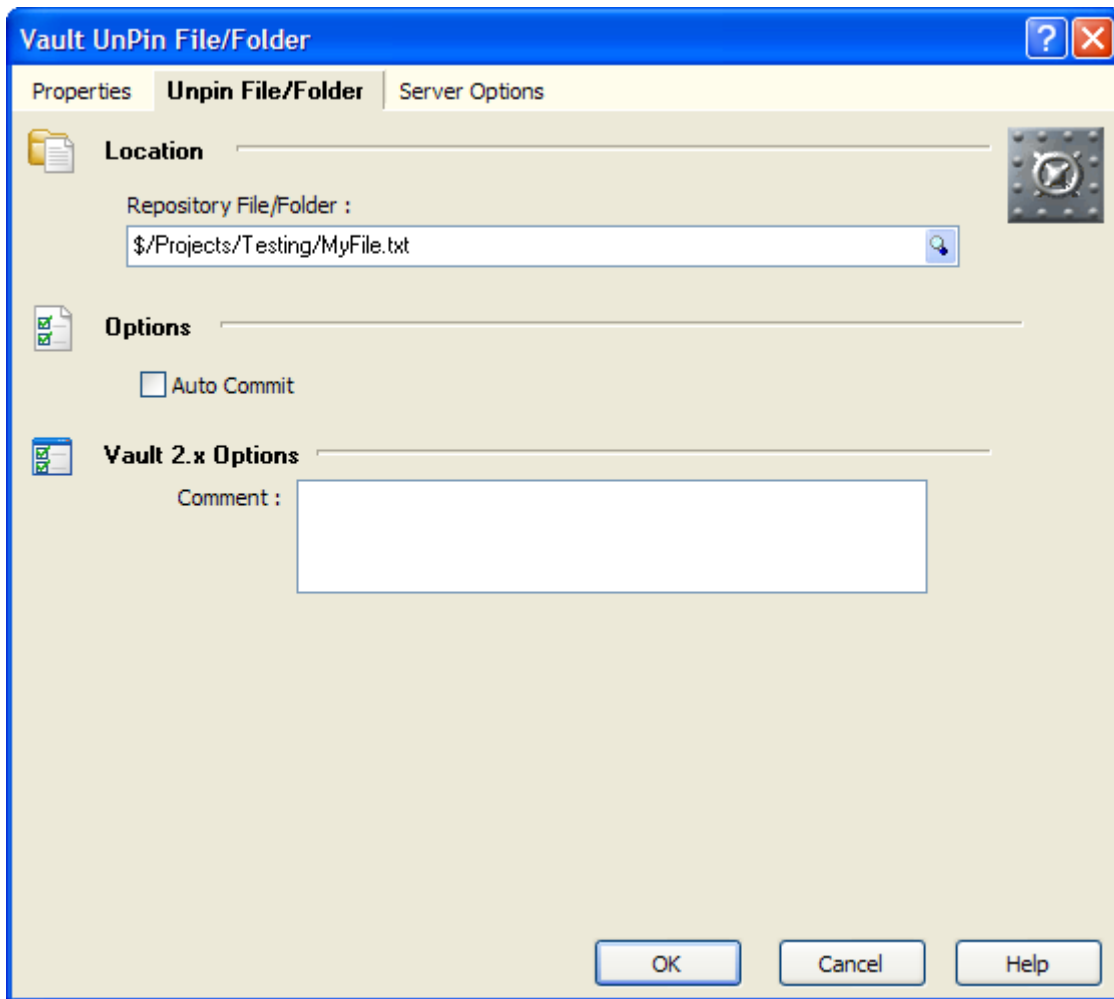 Vault UnPin File/Folder
Properties Unpin File/Folder Server Options
Location
Repository File/Folder :
$/Projects/Testing/MyFile.txt
Options
Auto Commit
Vault 2.x Options
Comment :
OK Cancel Help